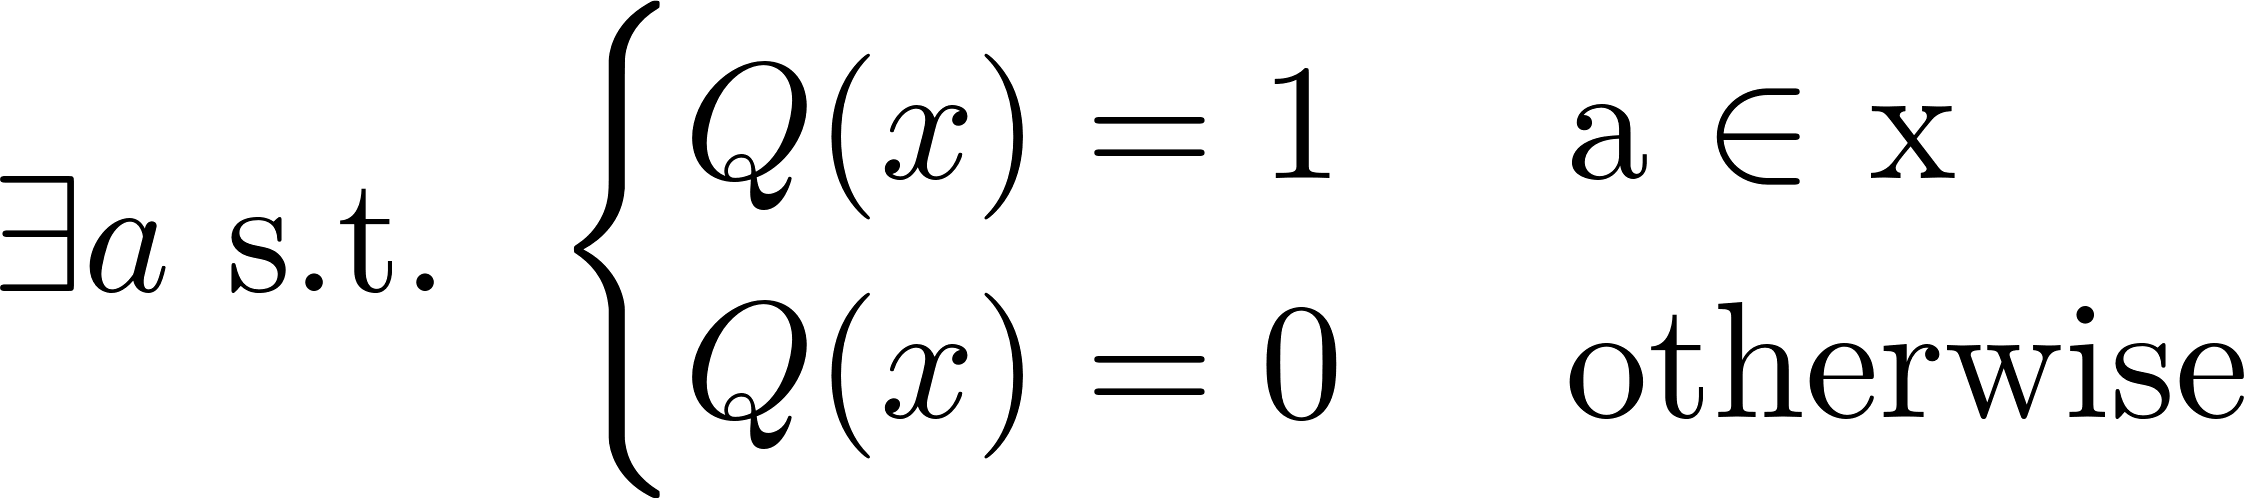 ∃a s.t. { Q(x) = 1 a ∈ x
Q(x) = 0 otherwise